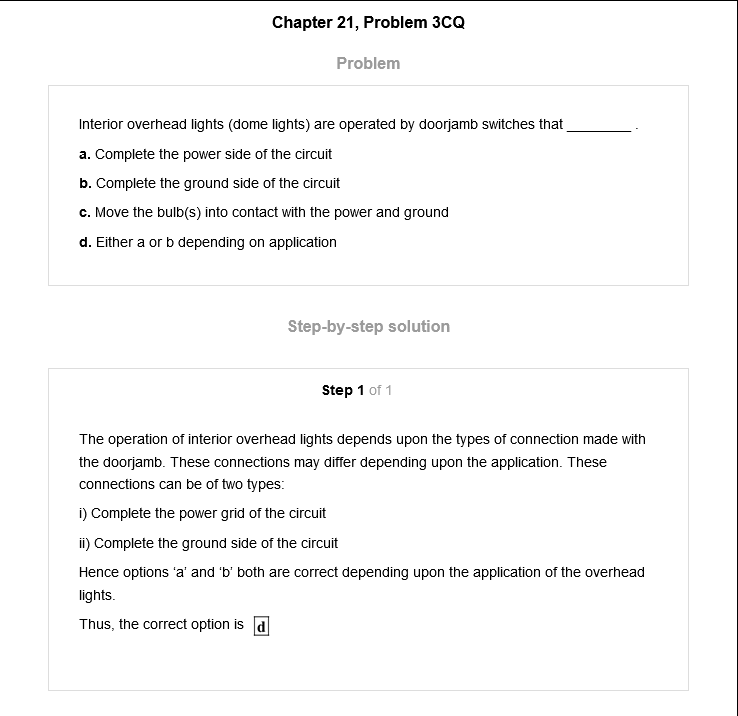 Chapter 21, Problem 3CQ
Problem
Interior overhead lights (dome lights) are operated by doorjamb switches that ________ .
a. Complete the power side of the circuit
b. Complete the ground side of the circuit
c. Move the bulb(s) into contact with the power and ground
d. Either a or b depending on application
Step-by-step solution
Step 1 of 1
The operation of interior overhead lights depends upon the types of connection made with
the doorjamb. These connections may differ depending upon the application. These
connections can be of two types:
i) Complete the power grid of the circuit
ii) Complete the ground side of the circuit
Hence options ‘a’ and ‘b’ both are correct depending upon the application of the overhead
lights.
Thus, the correct option is d